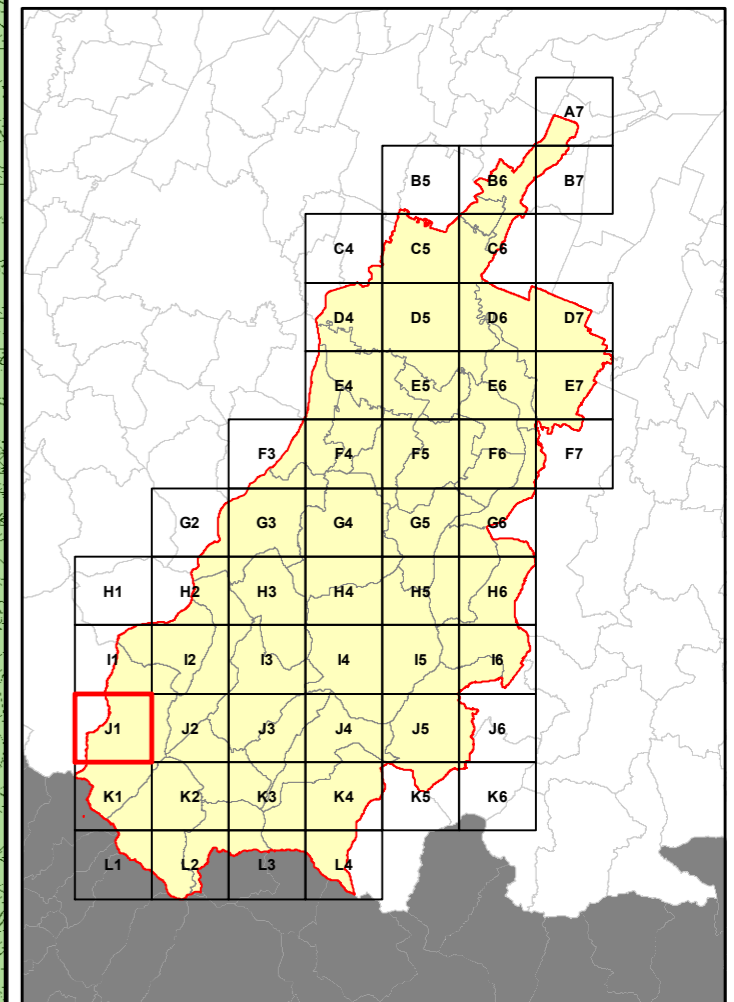 A7
B5 B6 B7
C4 C5 C6
D4 D5 D6 D7
E4 E5 E6 E7
F3 F4 F5 F6 F7
G2 G3 G4 G5 G6
H1 H2 H3 H4 H5 H6
I1 I2 I3 I4 I5 I6
J1 J2 J3 J4 J5 J6
K1 K2 K3 K4 K5 K6
L1 L2 L3 L4